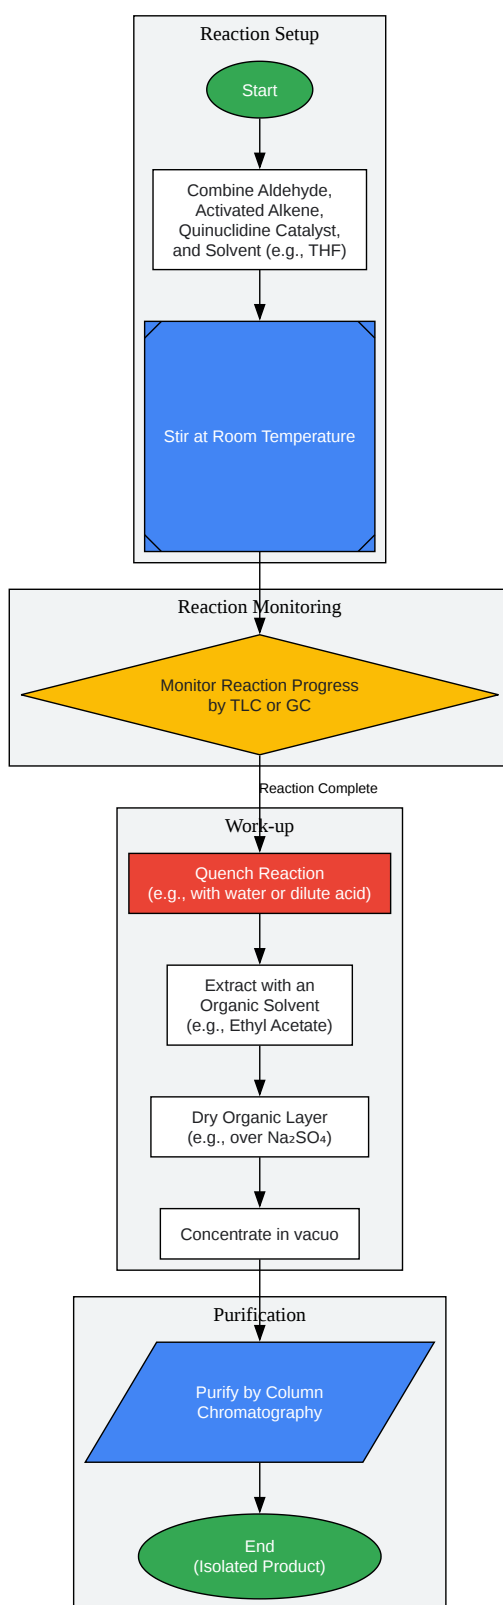 Reaction Setup
Start
Combine Aldehyde,
Activated Alkene,
Quinuclidine Catalyst,
and Solvent (e.g., THF)
Stir at Room Temperature
Reaction Monitoring
Monitor Reaction Progress
by TLC or GC
Reaction Complete
Work-up
Quench Reaction
(e.g., with water or dilute acid)
Extract with an
Organic Solvent
(e.g., Ethyl Acetate)
Dry Organic Layer
(e.g., over Na₂SO₄)
Concentrate in vacuo
Purification
Purify by Column
Chromatography
End
(Isolated Product)